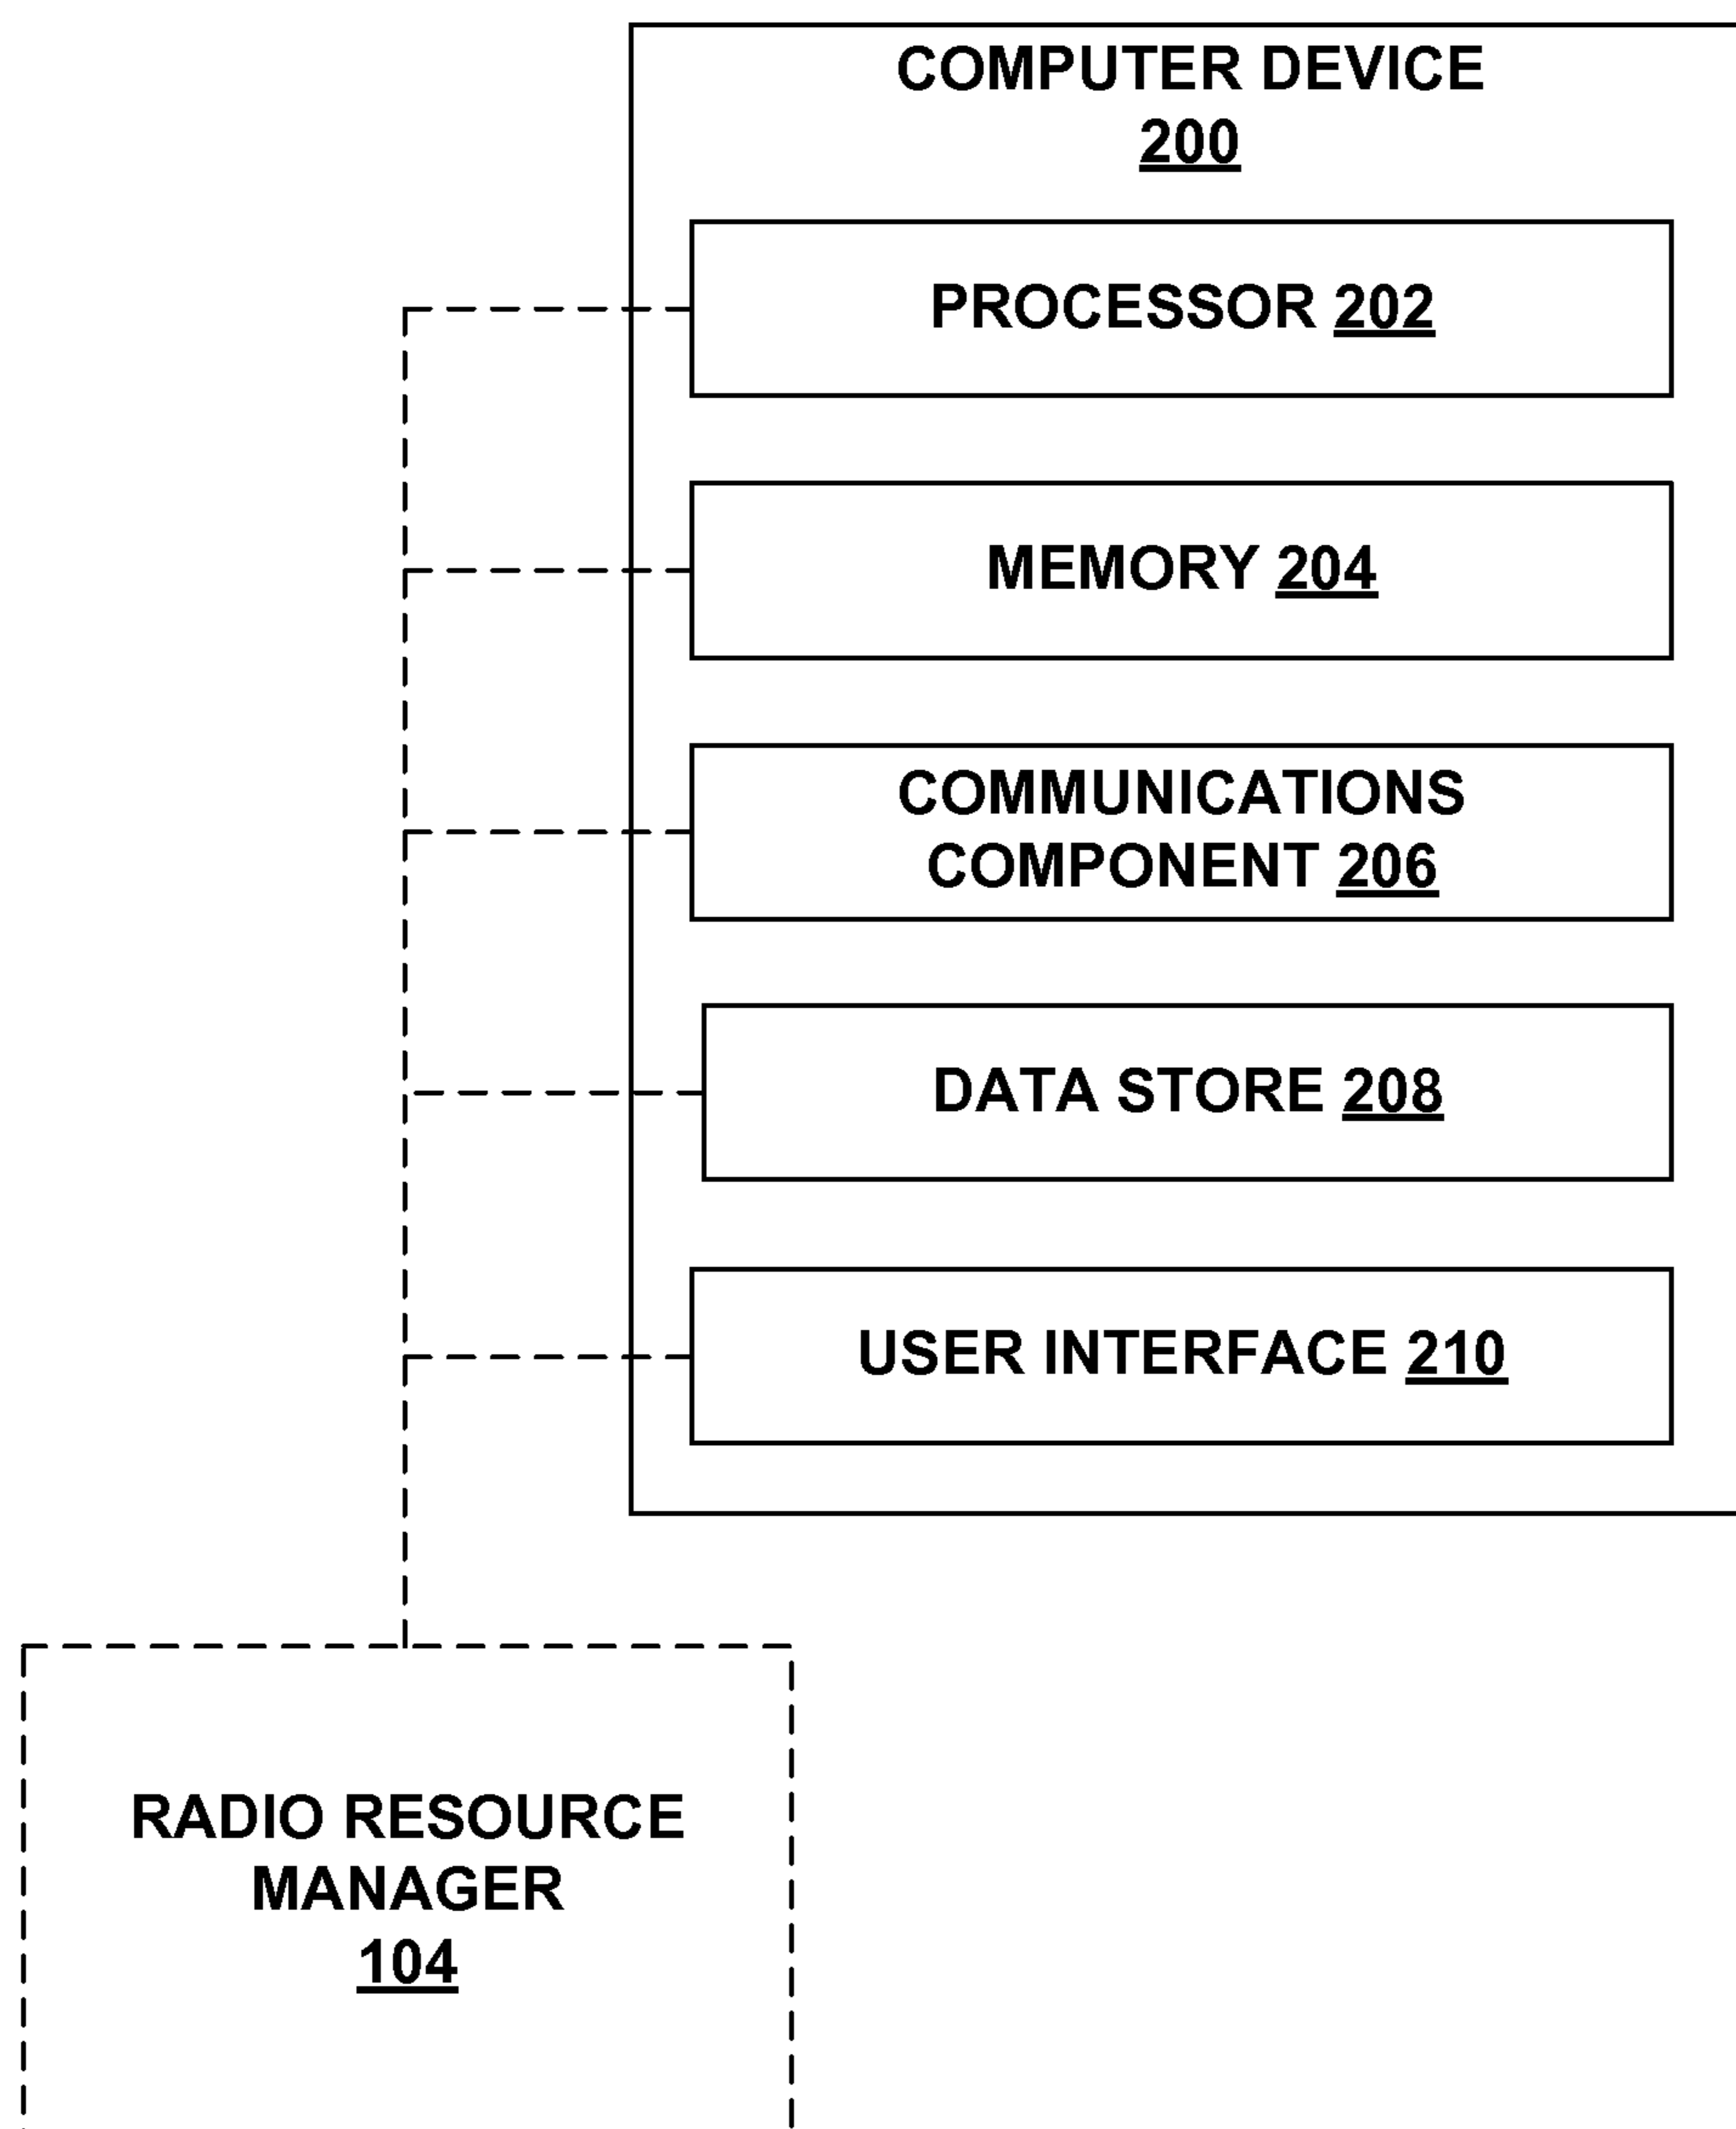 COMPUTER DEVICE
200
PROCESSOR 202
MEMORY 204
COMMUNICATIONS
COMPONENT 206
DATA STORE 208
USER INTERFACE 210
RADIO RESOURCE
MANAGER
104